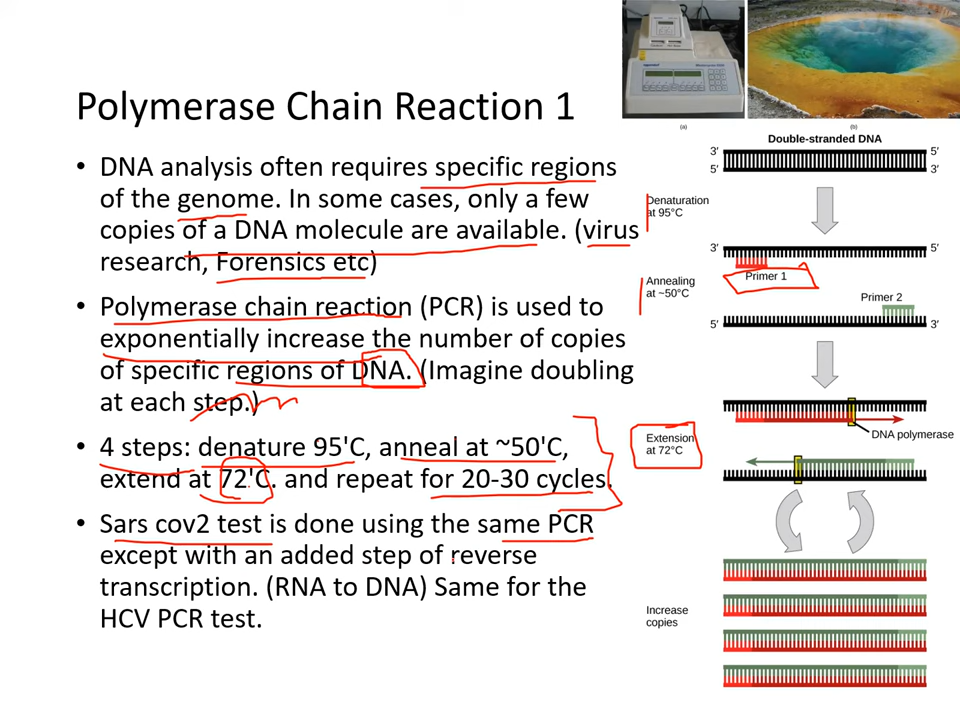 Polymerase Chain Reaction 1
• DNA analysis often requires specific regions
of the genome. In some cases, only a few
copies of a DNA molecule are available. (virus
research, Forensics etc)
• Polymerase chain reaction (PCR) is used to
exponentially increase the number of copies
of specific regions of DNA. (Imagine doubling
at each step.)
• 4 steps: denature 95'C, anneal at ~50'C,
extend at 72'C. and repeat for 20-30 cycles.
• Sars cov2 test is done using the same PCR
except with an added step of reverse
transcription. (RNA to DNA) Same for the
HCV PCR test.
(a)
(b)
Double-stranded DNA
3′ 5′
5′ 3′
Denaturation
at 95°C
3′ 5′
Annealing
at ~50°C
Primer 1
Primer 2
5′ 3′
DNA polymerase
Extension
at 72°C
Increase
copies